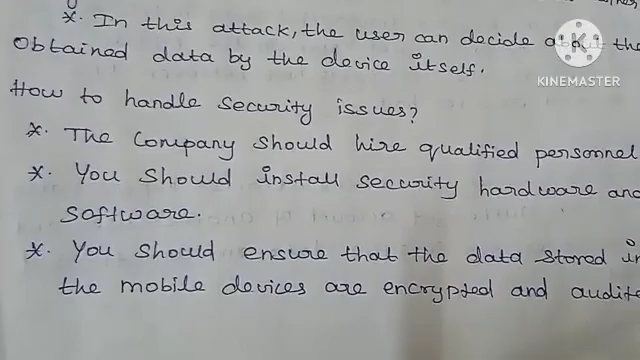 *. In this attack, the user can decide about the
obtained data by the device itself.
KINEMASTER
How to handle security issues?
*. The company should hire qualified personnel
*. You should install security hardware and
software.
*. You should ensure that the data stored in
the mobile devices are encrypted and audite